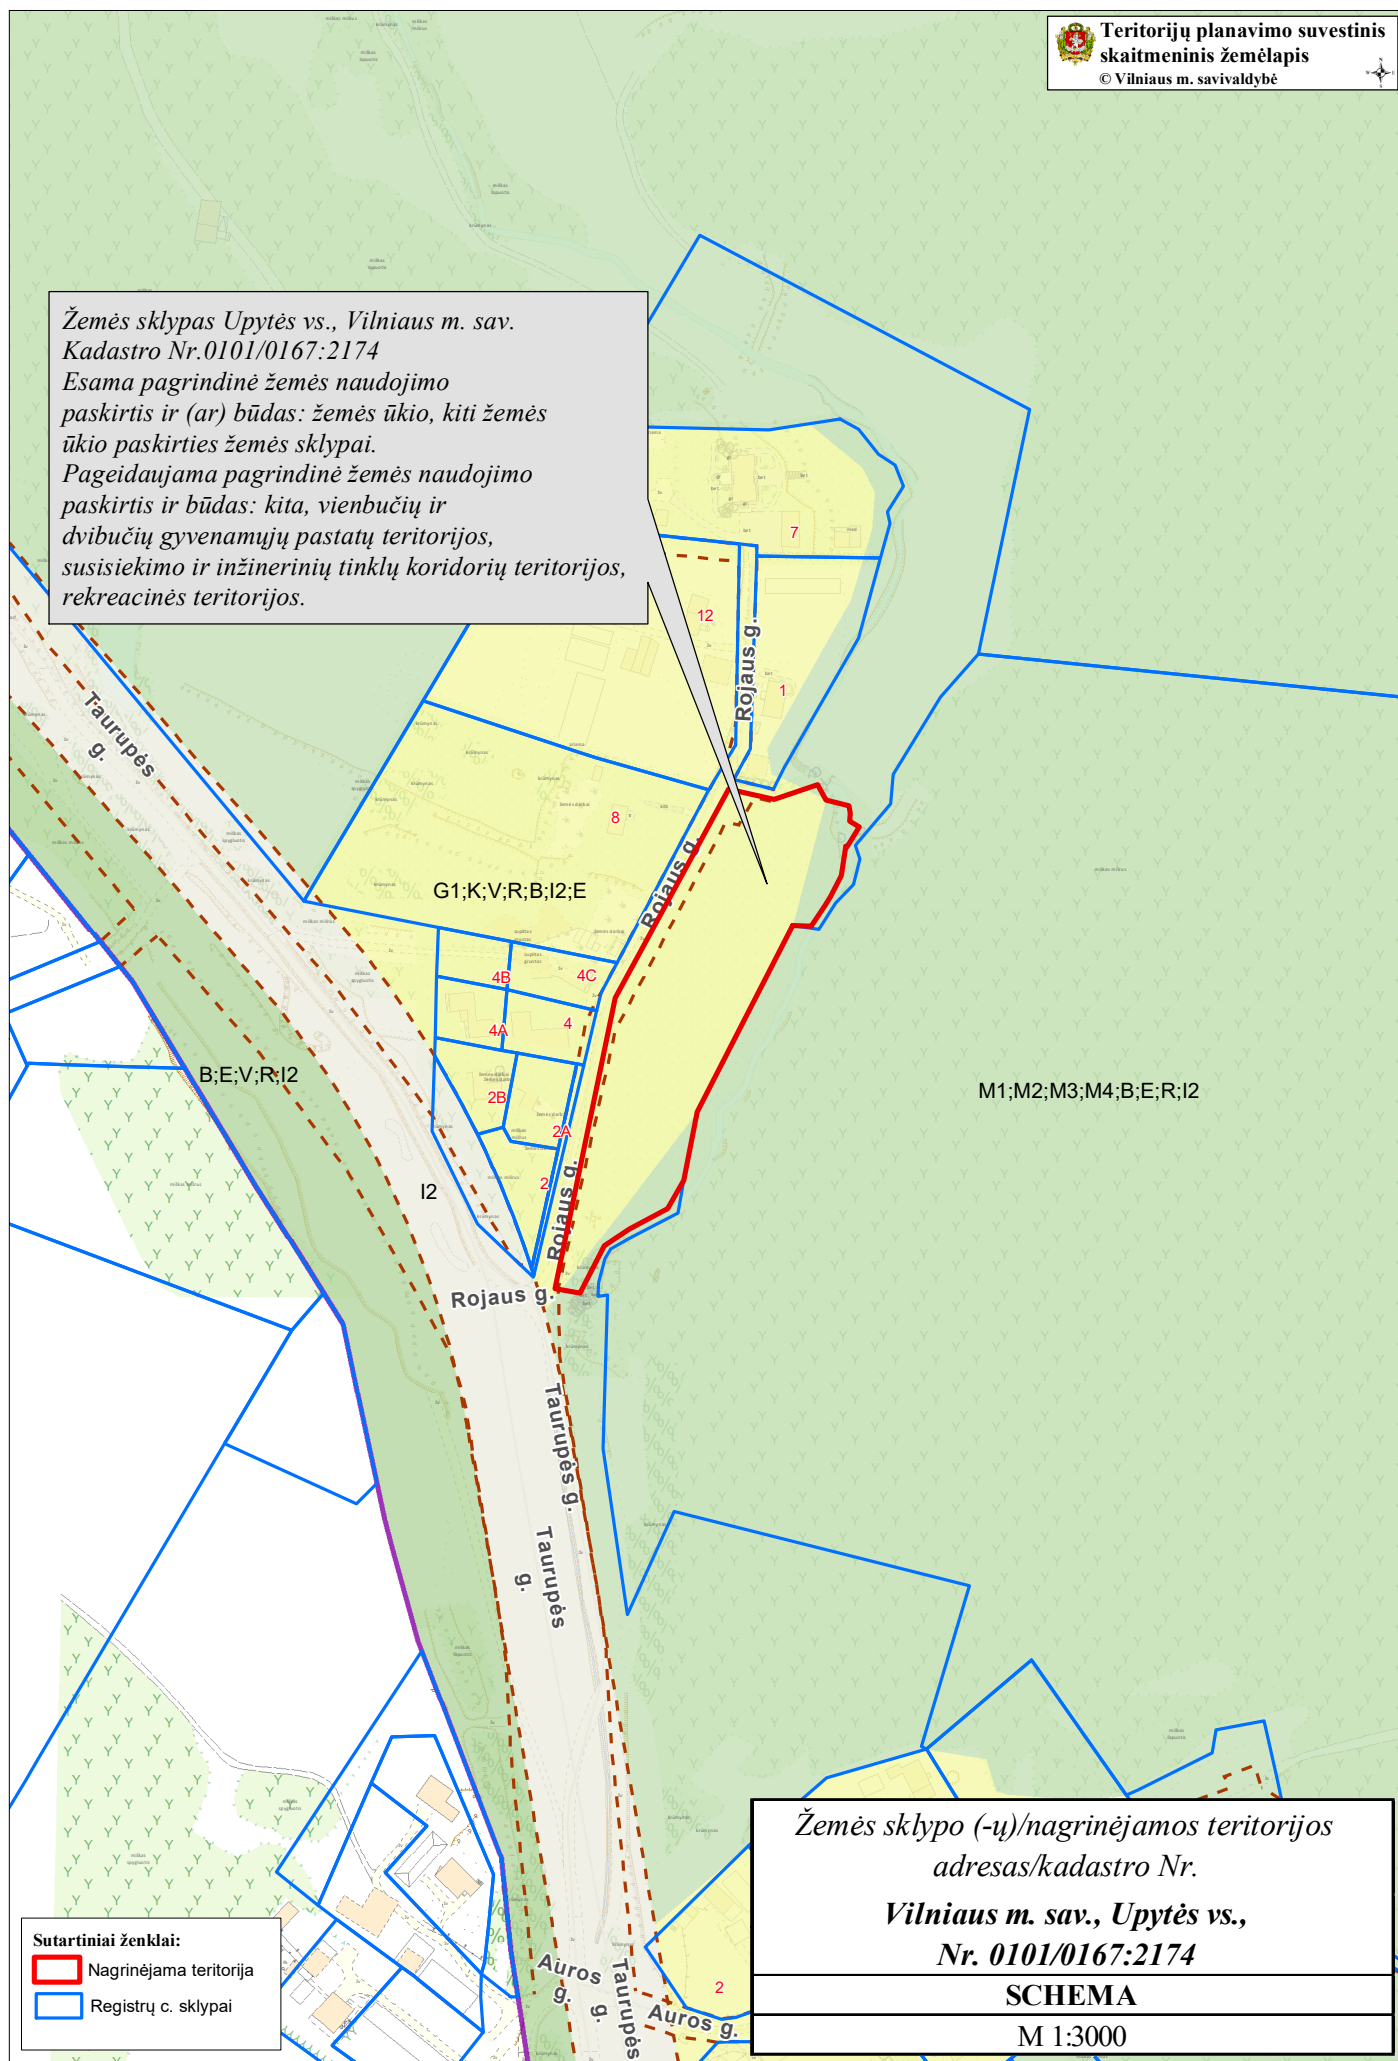 Teritorijų planavimo suvestinis
skaitmeninis žemėlapis
© Vilniaus m. savivaldybė
Žemės sklypas Upytės vs., Vilniaus m. sav.
Kadastro Nr.0101/0167:2174
Esama pagrindinė žemės naudojimo
paskirtis ir (ar) būdas: žemės ūkio, kiti žemės
ūkio paskirties žemės sklypai.
Pageidaujama pagrindinė žemės naudojimo
paskirtis ir būdas: kita, vienbučių ir
dvibučių gyvenamųjų pastatų teritorijos,
susisiekimo ir inžinerinių tinklų koridorių teritorijos,
rekreacinės teritorijos.
7
12
Rojaus g.
1
Taurupės
g.
8
Rojaus g.
G1;K;V;R;B;I2;E
4B
4C
4A
4
B;E;V;R;I2
M1;M2;M3;M4;B;E;R;I2
2B
2A
2
I2
Rojaus g.
Rojaus g.
Taurupės g.
Taurupės
g.
Auros
g.
Taurupės
g.
Auros g.
2
Žemės sklypo (-ų)/nagrinėjamos teritorijos
adresas/kadastro Nr.
Vilniaus m. sav., Upytės vs.,
Nr. 0101/0167:2174
SCHEMA
M 1:3000
Sutartiniai ženklai:
Nagrinėjama teritorija
Registrų c. sklypai